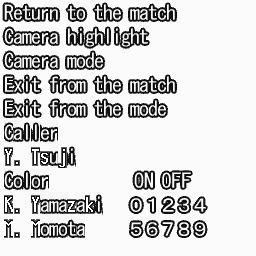 Return to the match
Camera highlight
Camera mode
Exit from the match
Exit from the mode
Caller
Y. Tsuji
Color ON OFF
K. Yamazaki 01234
M. Momota 56789